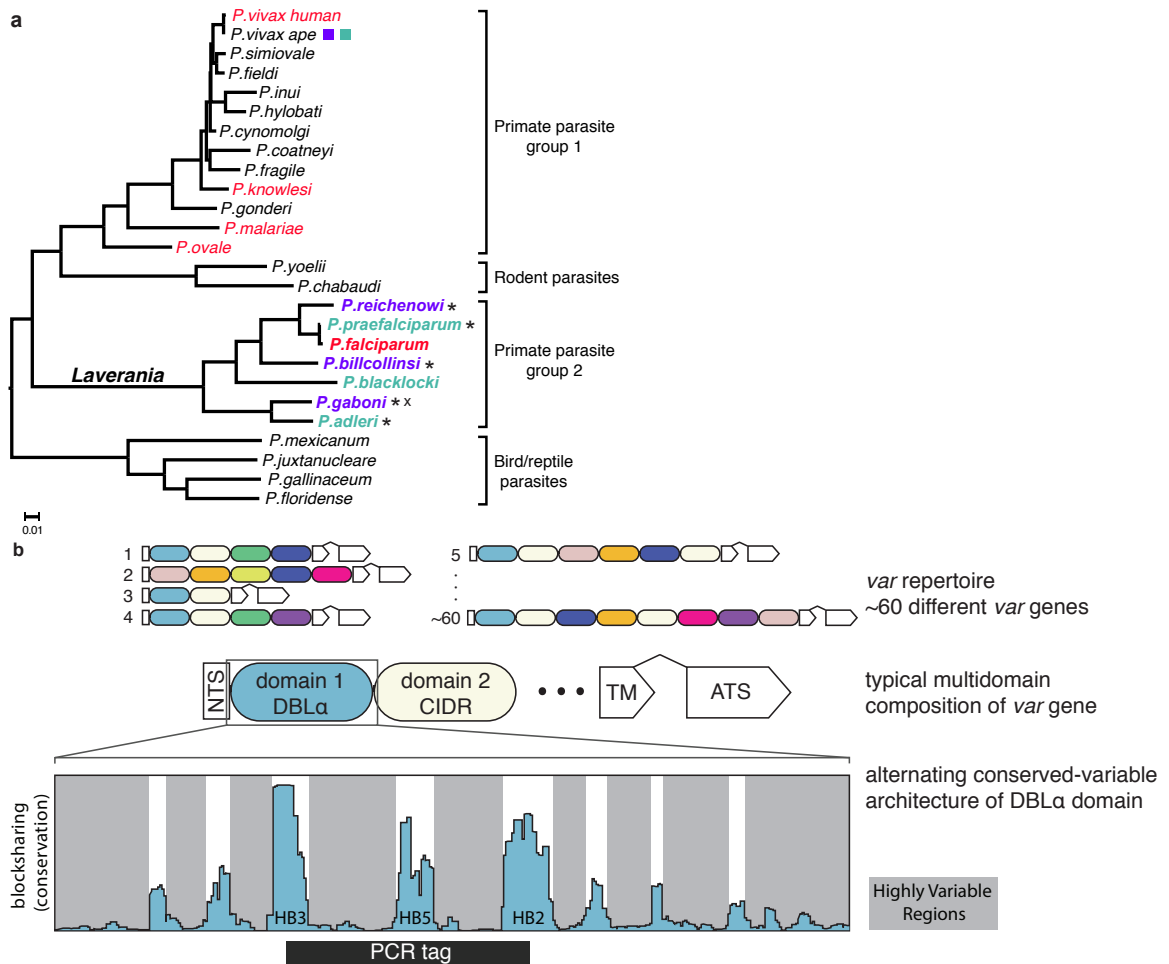 a
P.vivax human
P.vivax ape
P.simiovale
P.fieldi
P.inui
P.hylobati
P.cynomolgi
P.coatneyi
P.fragile
P.knowlesi
P.gonderi
P.malariae
P.ovale
Primate parasite
group 1
P.yoelii
P.chabaudi
Rodent parasites
Laverania
P.reichenowi *
P.praefalciparum *
P.falciparum
P.billcollinsi *
P.blacklocki
P.gaboni * x
P.adleri *
Primate parasite
group 2
P.mexicanum
P.juxtanucleare
P.gallinaceum
P.floridense
Bird/reptile
parasites
0.01
b
1
2
3
4
5
~60
var repertoire
~60 different var genes
NTS
domain 1
DBLα
domain 2
CIDR
TM
ATS
typical multidomain
composition of var gene
alternating conserved-variable
architecture of DBLα domain
blocksharing
(conservation)
HB3
HB5
HB2
Highly Variable
Regions
PCR tag